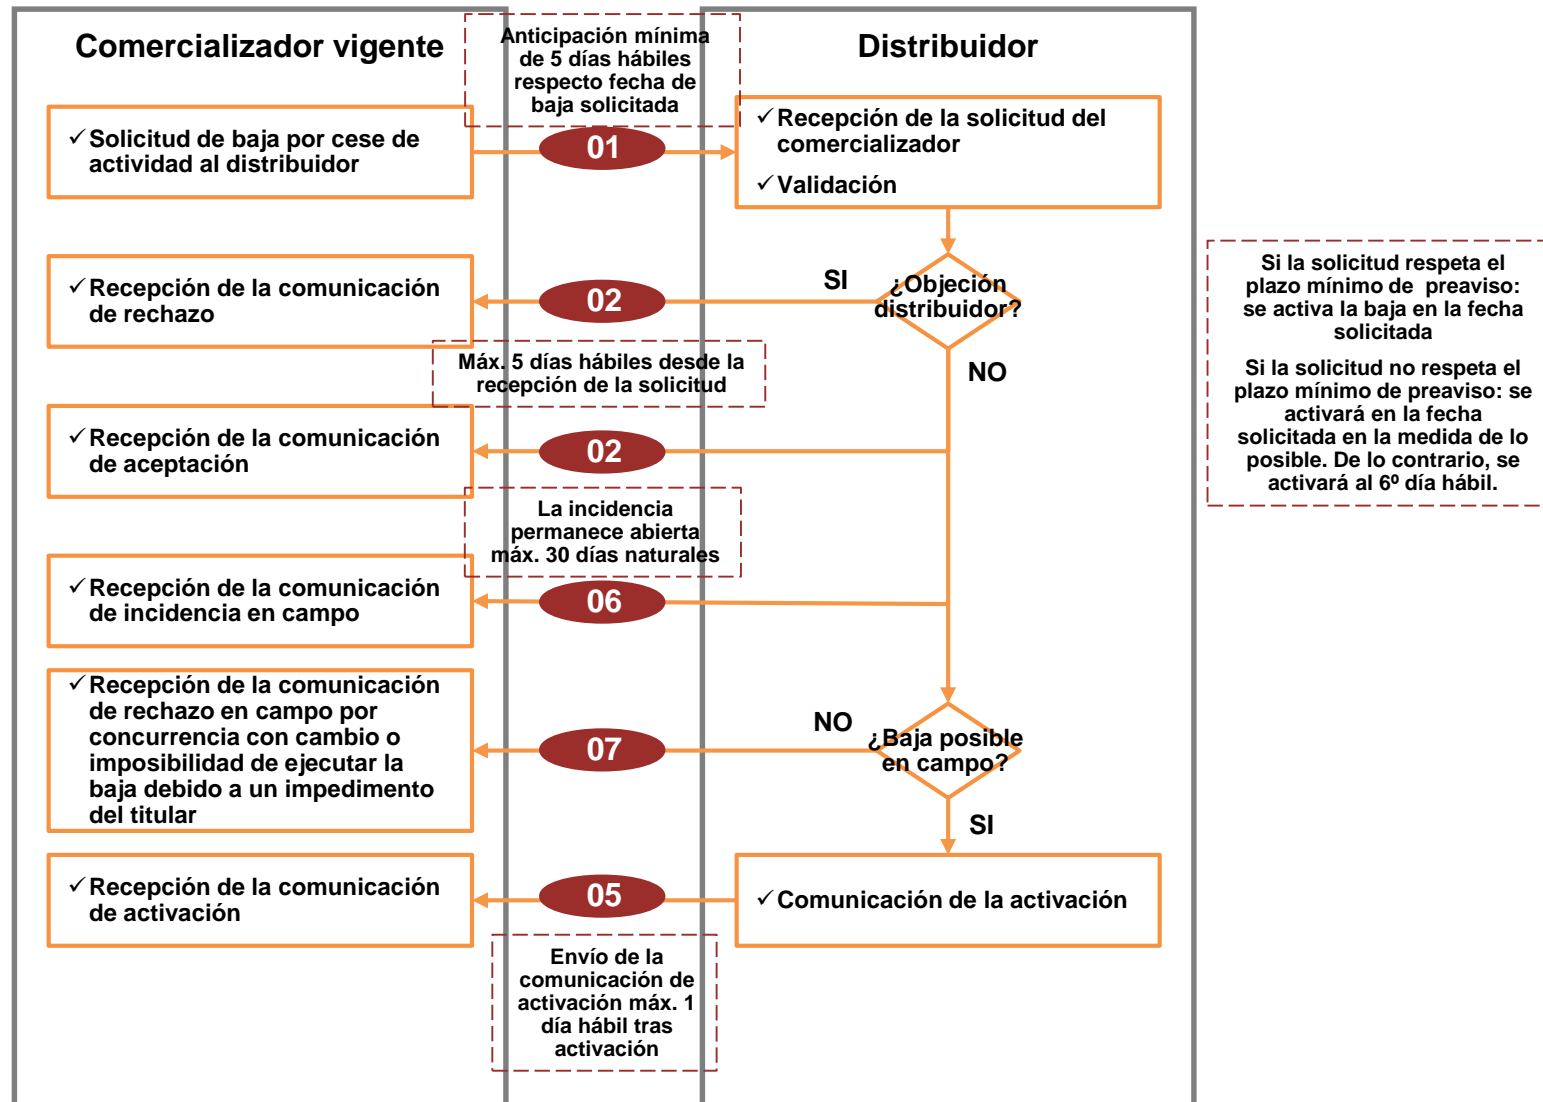 Comercializador vigente
Anticipación mínima
de 5 días hábiles
respecto fecha de
baja solicitada
Distribuidor
✓ Solicitud de baja por cese de
actividad al distribuidor
01
✓ Recepción de la solicitud del
comercializador
✓ Validación
✓ Recepción de la comunicación
de rechazo
02
SI
¿Objeción
distribuidor?
NO
Si la solicitud respeta el
plazo mínimo de preaviso:
se activa la baja en la fecha
solicitada
Si la solicitud no respeta el
plazo mínimo de preaviso: se
activará en la fecha
solicitada en la medida de lo
posible. De lo contrario, se
activará al 6º día hábil.
Máx. 5 días hábiles desde la
recepción de la solicitud
✓ Recepción de la comunicación
de aceptación
02
La incidencia
permanece abierta
máx. 30 días naturales
✓ Recepción de la comunicación
de incidencia en campo
06
✓ Recepción de la comunicación
de rechazo en campo por
concurrencia con cambio o
imposibilidad de ejecutar la
baja debido a un impedimento
del titular
07
NO
¿Baja posible
en campo?
SI
✓ Recepción de la comunicación
de activación
05
✓ Comunicación de la activación
Envío de la
comunicación de
activación máx. 1
día hábil tras
activación